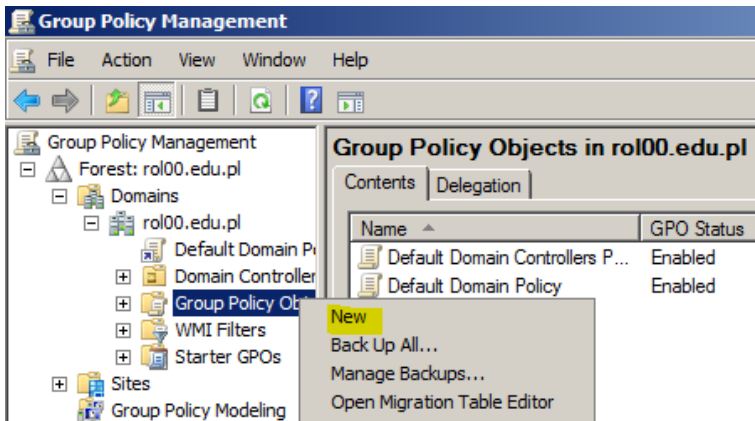 Group Policy Management
File Action View Window Help
Group Policy Management
Forest: rol00.edu.pl
Domains
rol00.edu.pl
Default Domain P
Domain Controller
Group Policy Ob
WMI Filters
Starter GPOs
Sites
Group Policy Modeling
Group Policy Objects in rol00.edu.pl
Contents Delegation
Name GPO Status
Default Domain Controllers P... Enabled
Default Domain Policy Enabled
New
Back Up All...
Manage Backups...
Open Migration Table Editor